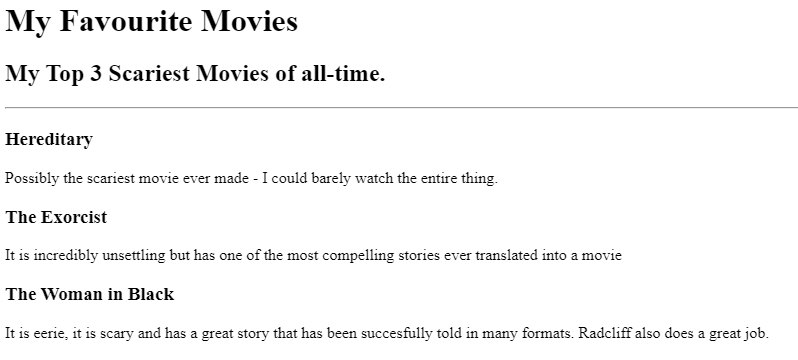 My Favourite Movies
My Top 3 Scariest Movies of all-time.
Hereditary
Possibly the scariest movie ever made - I could barely watch the entire thing.
The Exorcist
It is incredibly unsettling but has one of the most compelling stories ever translated into a movie
The Woman in Black
It is eerie, it is scary and has a great story that has been succesfully told in many formats. Radcliff also does a great job.